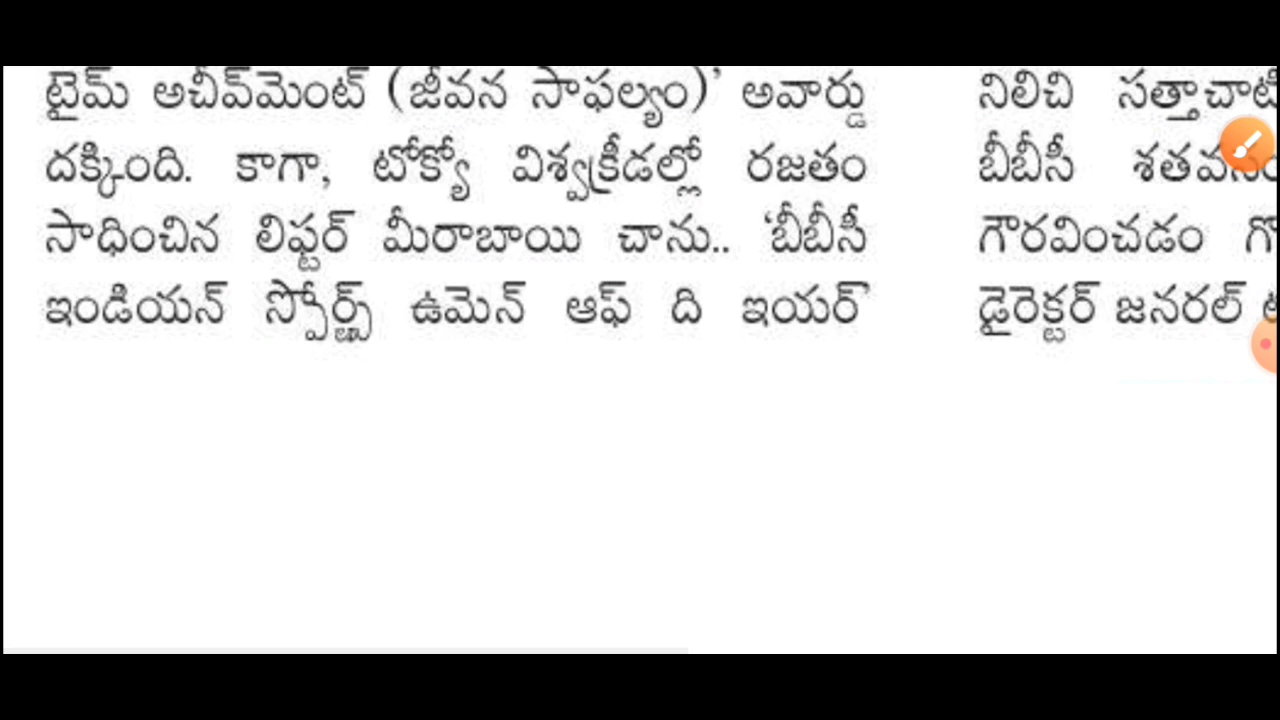 టైమ్ అచీవ్‌మెంట్ (జీవన సాఫల్యం)’ అవార్డు
దక్కింది. కాగా, టోక్యో విశ్వక్రీడల్లో రజతం
సాధించిన లిఫ్టర్ మీరాబాయి చాను.. ‘బీబీసీ
ఇండియన్ స్పోర్ట్స్ ఉమెన్ ఆఫ్ ది ఇయర్’
నిలిచి
బీబీసీ
గౌరవించడం
డైరెక్టర్ జనరల్